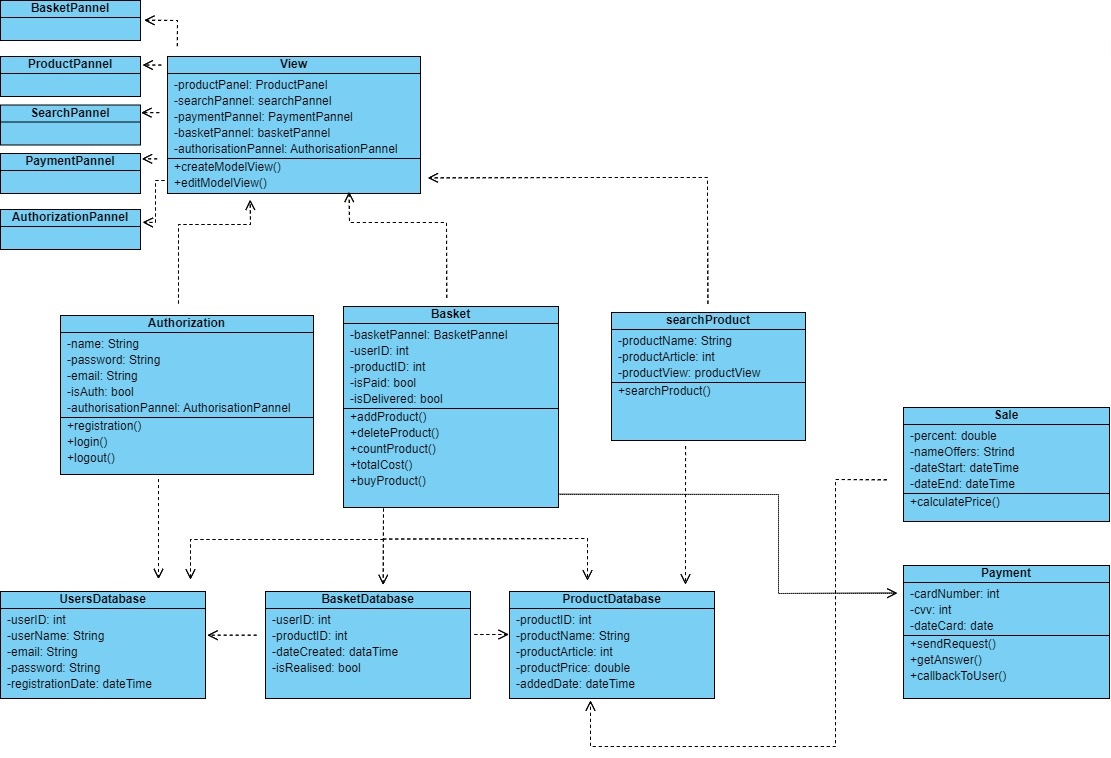 BasketPannel
ProductPannel
SearchPannel
PaymentPannel
AuthorizationPannel
View
-productPanel: ProductPanel
-searchPannel: searchPannel
-paymentPannel: PaymentPannel
-basketPannel: basketPannel
-authorisationPannel: AuthorisationPannel
+createModelView()
+editModelView()
Authorization
-name: String
-password: String
-email: String
-isAuth: bool
-authorisationPannel: AuthorisationPannel
+registration()
+login()
+logout()
Basket
-basketPannel: BasketPannel
-userID: int
-productID: int
-isPaid: bool
-isDelivered: bool
+addProduct()
+deleteProduct()
+countProduct()
+totalCost()
+buyProduct()
searchProduct
-productName: String
-productArticle: int
-productView: productView
+searchProduct()
Sale
-percent: double
-nameOffers: Strind
-dateStart: dateTime
-dateEnd: dateTime
+calculatePrice()
UsersDatabase
-userID: int
-userName: String
-email: String
-password: String
-registrationDate: dateTime
BasketDatabase
-userID: int
-productID: int
-dateCreated: dataTime
-isRealised: bool
ProductDatabase
-productID: int
-productName: String
-productArticle: int
-productPrice: double
-addedDate: dateTime
Payment
-cardNumber: int
-cvv: int
-dateCard: date
+sendRequest()
+getAnswer()
+callbackToUser()